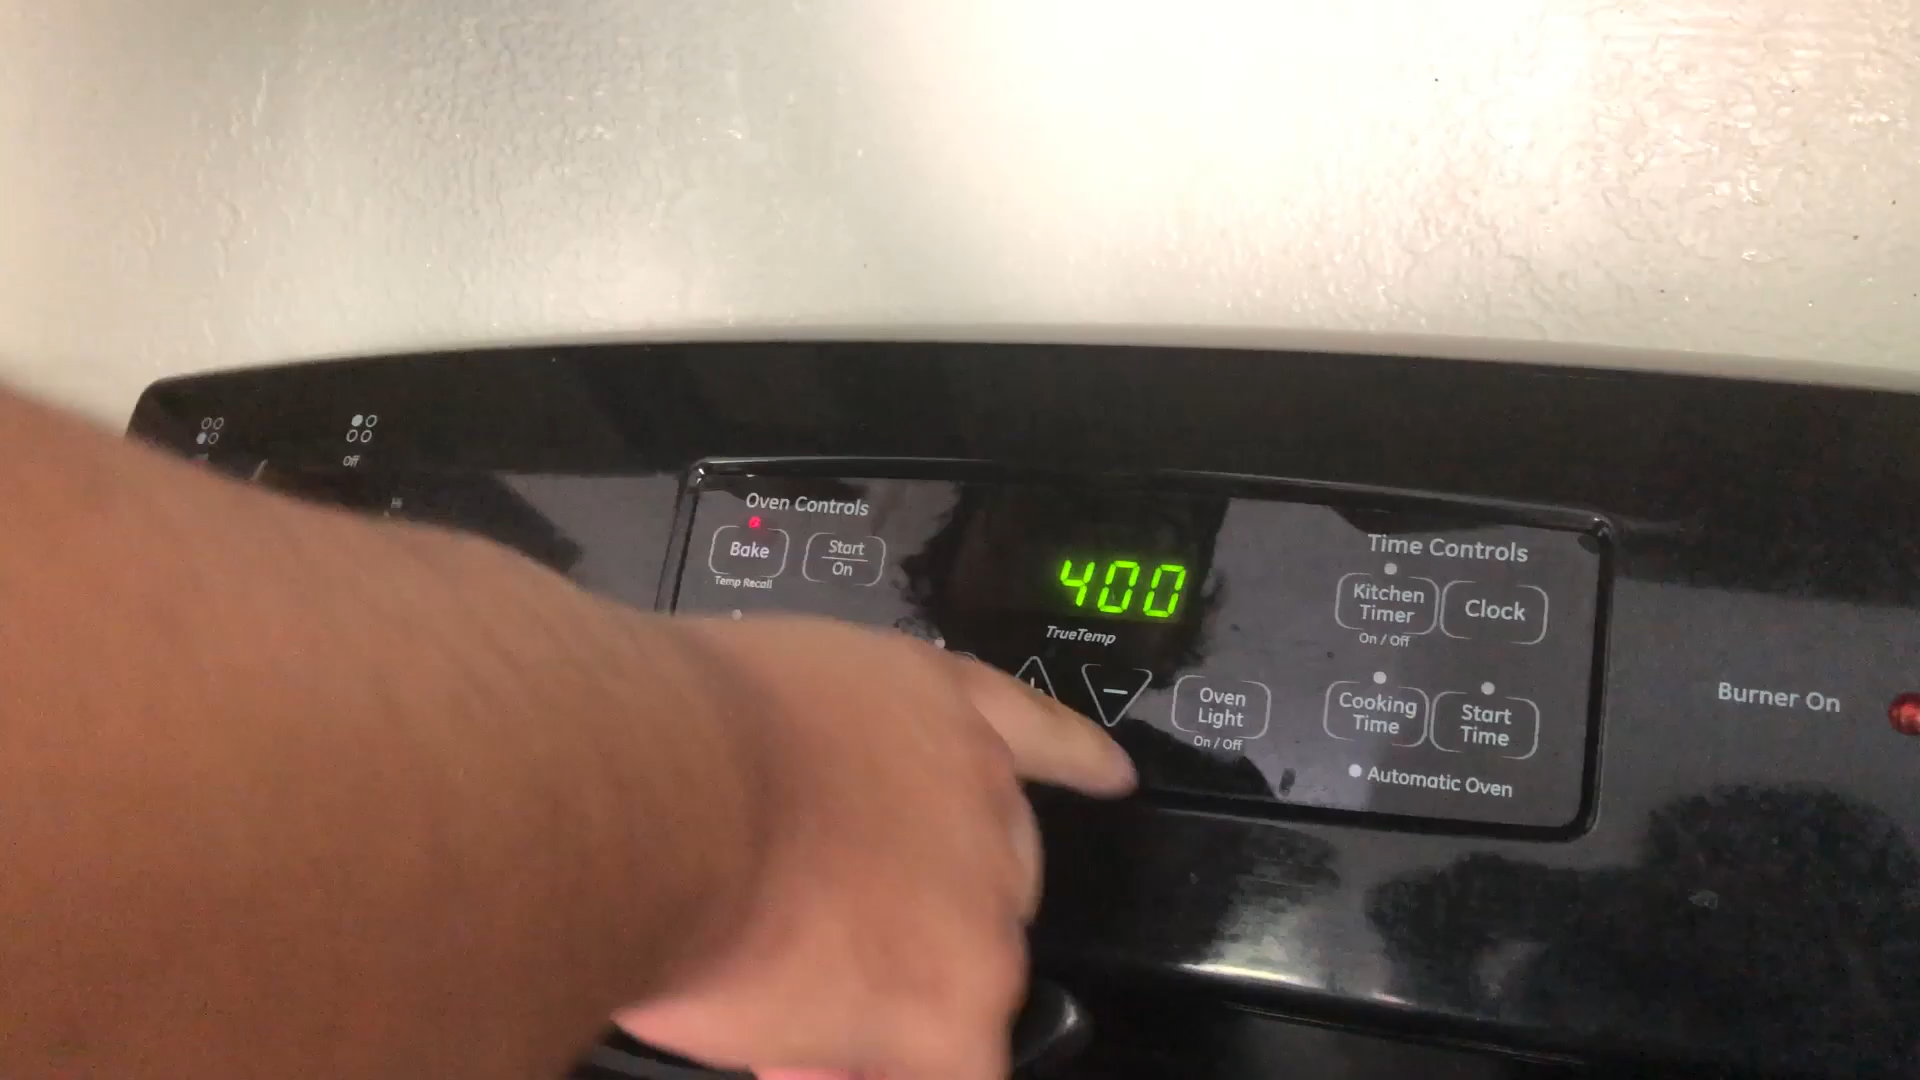 Off
Hi
Oven Controls
Bake
Temp Recall
Start
On
400
TrueTemp
+
−
Oven
Light
On / Off
Time Controls
Kitchen
Timer
On / Off
Clock
Cooking
Time
Start
Time
Automatic Oven
Burner On